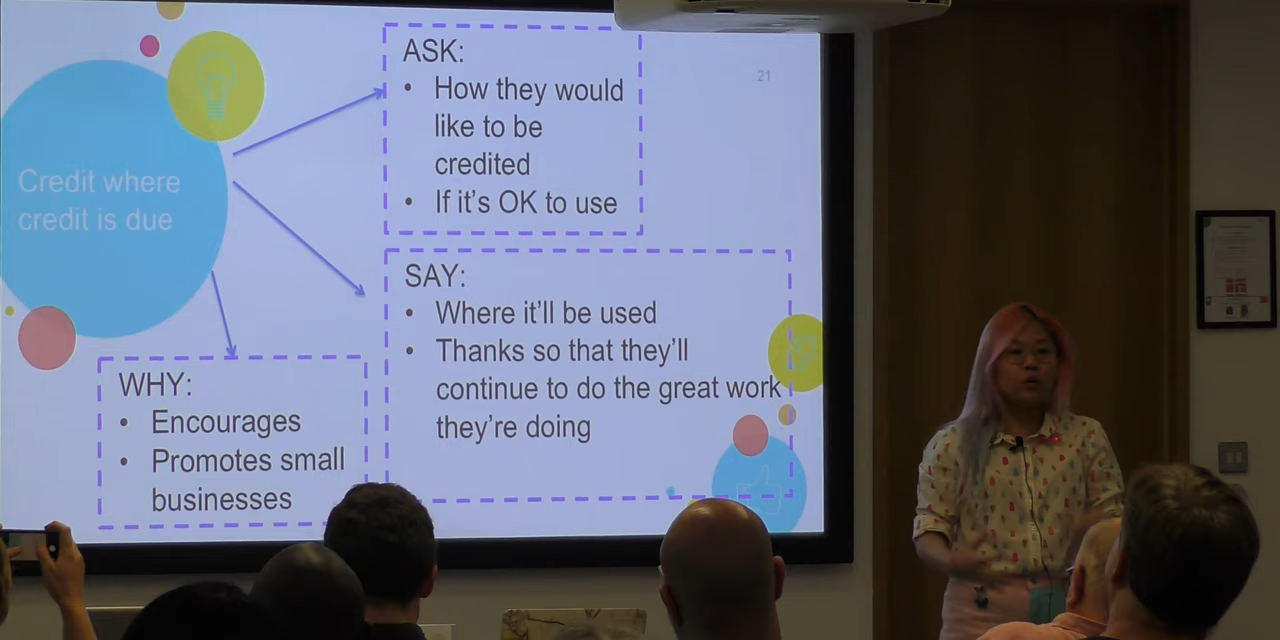 21
Credit where
credit is due
ASK:
• How they would
like to be
credited
• If it's OK to use
SAY:
• Where it'll be used
• Thanks so that they'll
continue to do the great work
they're doing
WHY:
• Encourages
• Promotes small
businesses